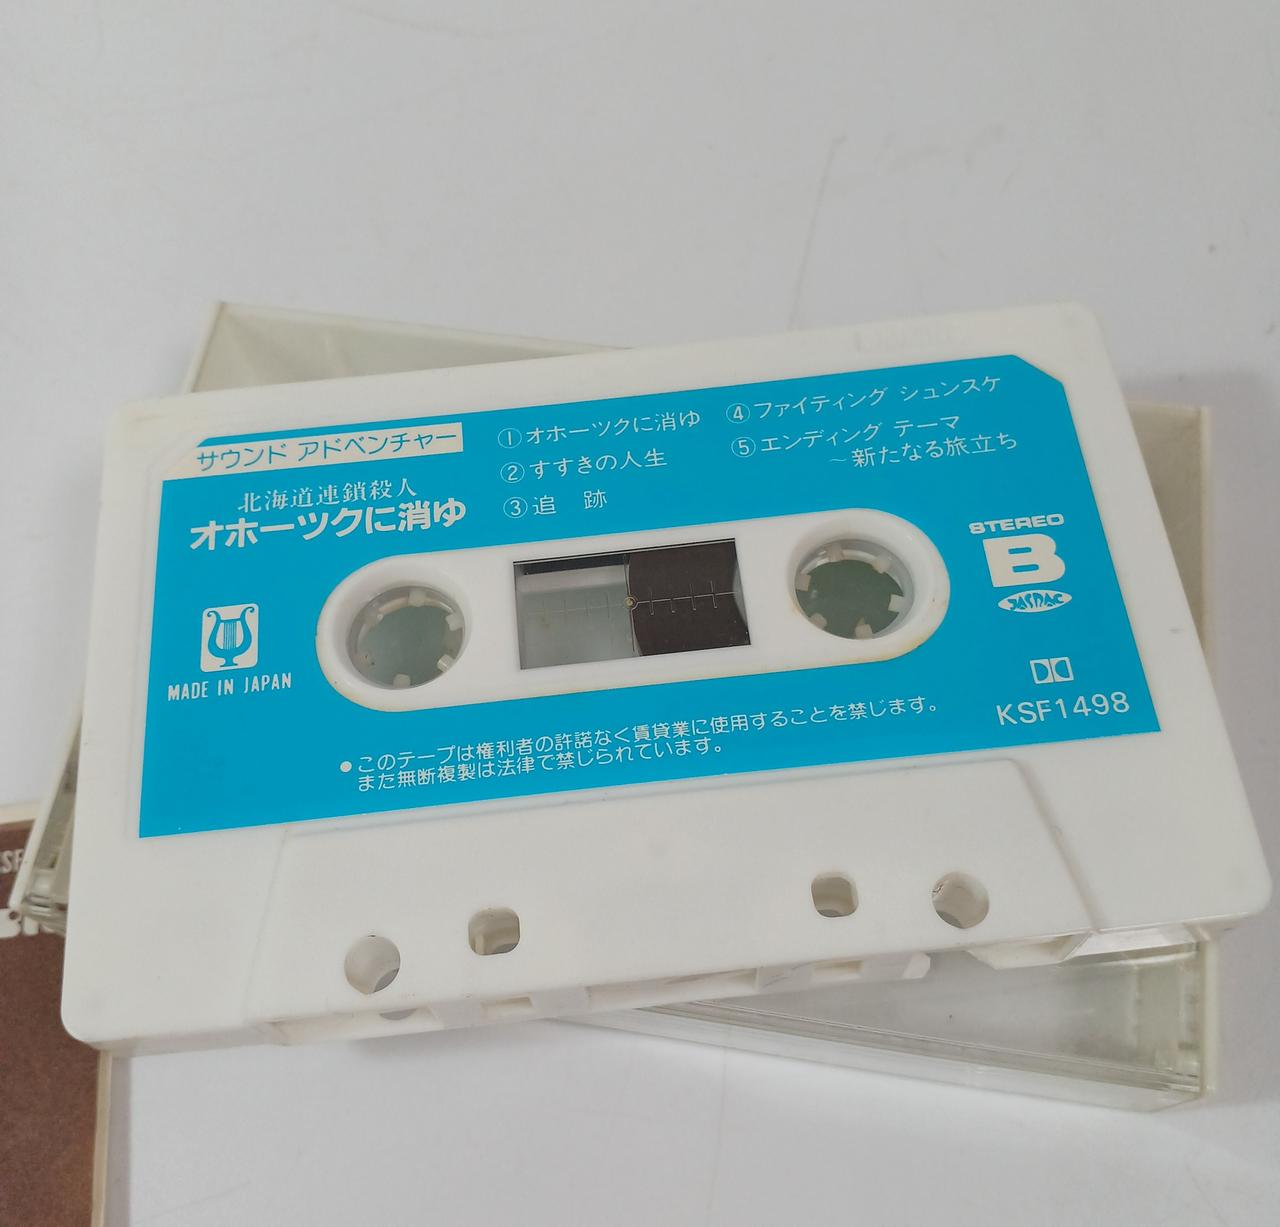 サウンド アドベンチャー
北海道連鎖殺人
オホーツクに消ゆ
①オホーツクに消ゆ
②すすきの人生
③追 跡
④ファイティング シュンスケ
⑤エンディング テーマ
～新たなる旅立ち
STEREO
B
JASRAC
MADE IN JAPAN
KSF1498
●このテープは権利者の許諾なく賃貸業に使用することを禁じます。
また無断複製は法律で禁じられています。